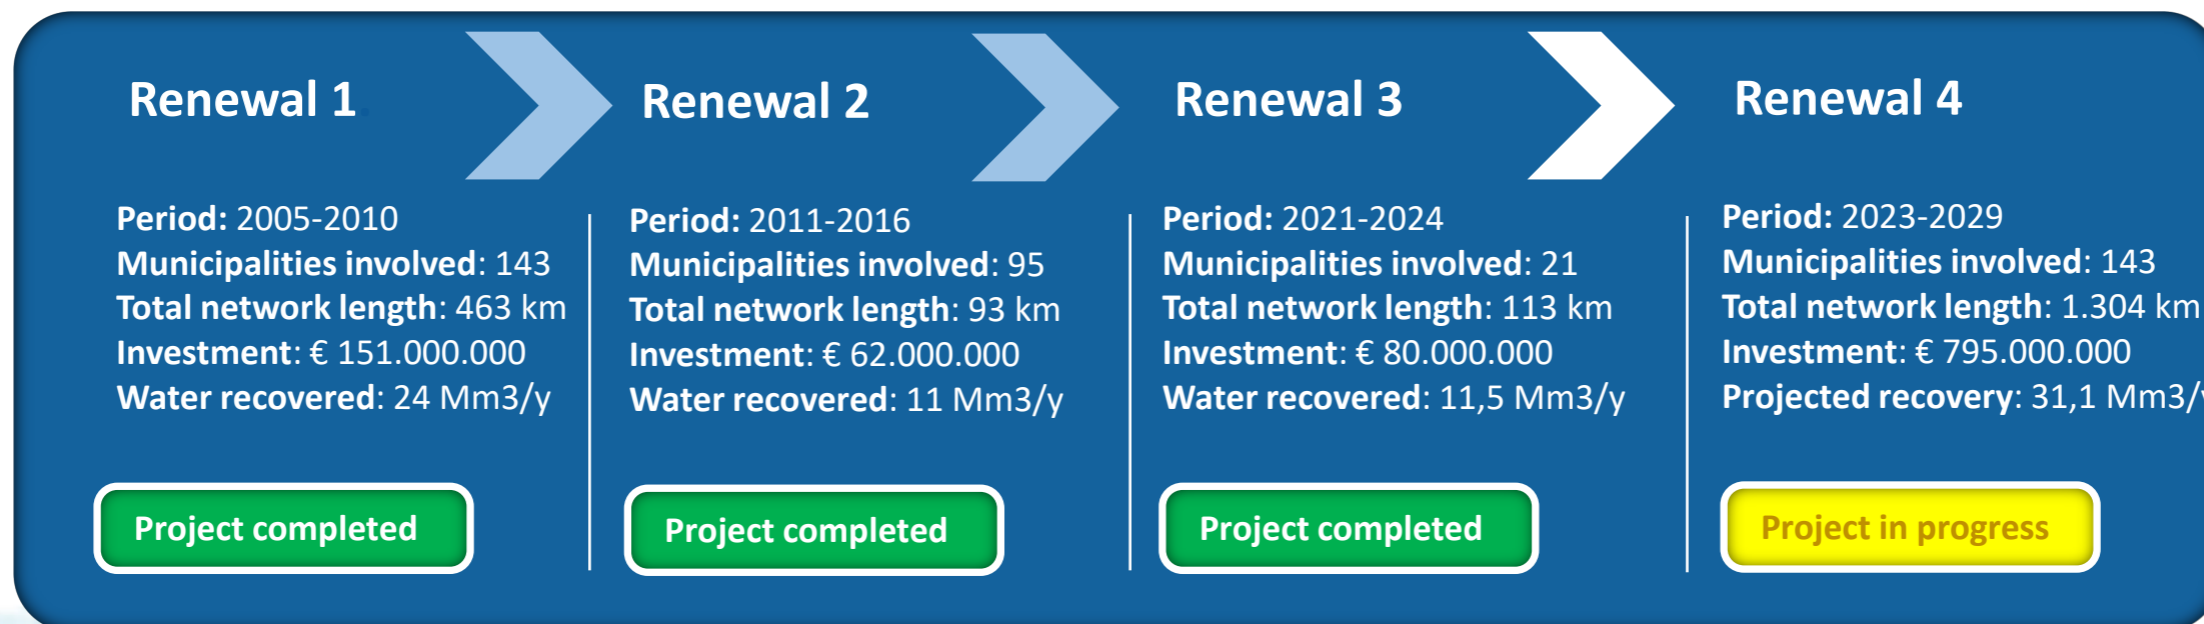 Renewal 1.
Period: 2005-2010
Municipalities involved: 143
Total network length: 463 km
Investment: € 151.000.000
Water recovered: 24 Mm3/y
Project completed
Renewal 2
Period: 2011-2016
Municipalities involved: 95
Total network length: 93 km
Investment: € 62.000.000
Water recovered: 11 Mm3/y
Project completed
Renewal 3
Period: 2021-2024
Municipalities involved: 21
Total network length: 113 km
Investment: € 80.000.000
Water recovered: 11,5 Mm3/y
Project completed
Renewal 4
Period: 2023-2029
Municipalities involved: 143
Total network length: 1.304 km
Investment: € 795.000.000
Projected recovery: 31,1 Mm3/y
Project in progress